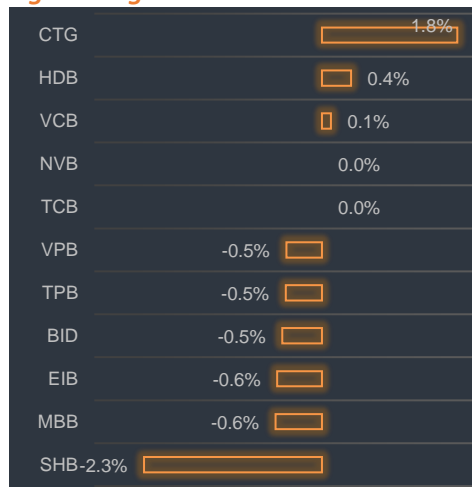 CTG 1.8%
HDB 0.4%
VCB 0.1%
NVB 0.0%
TCB 0.0%
VPB -0.5%
TPB -0.5%
BID -0.5%
EIB -0.6%
MBB -0.6%
SHB -2.3%